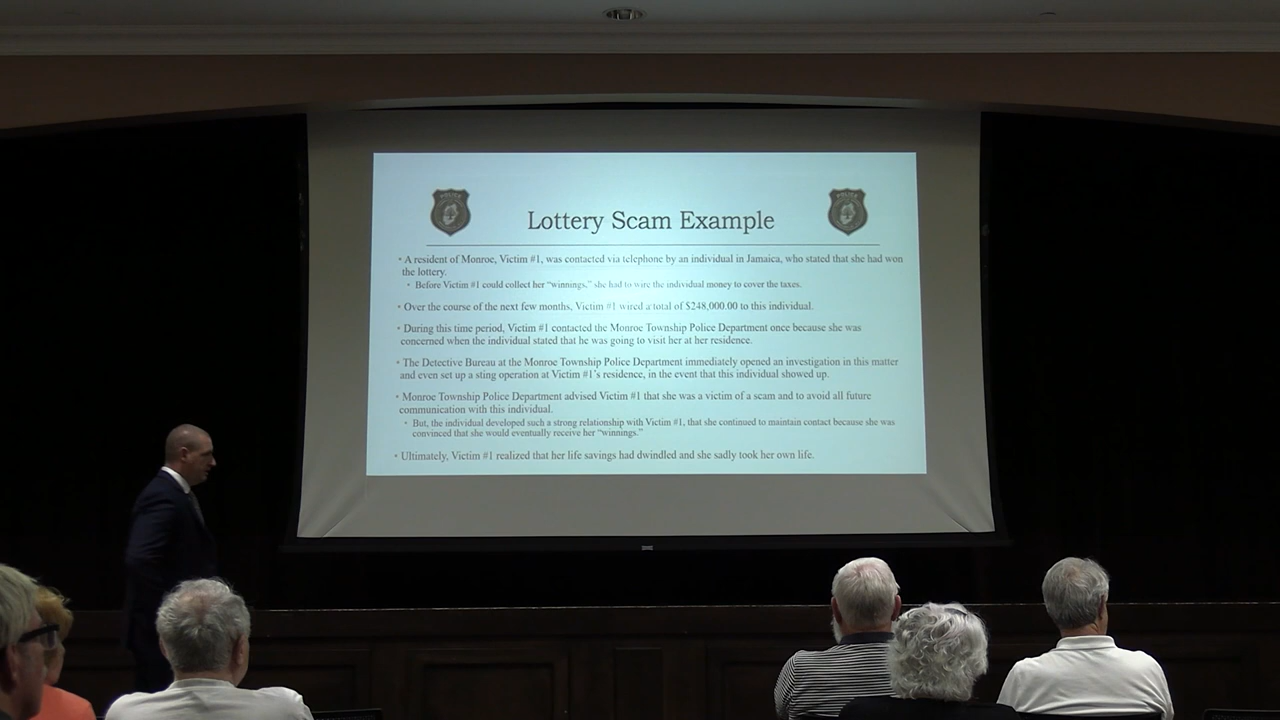 POLICE
POLICE
Lottery Scam Example
• A resident of Monroe, Victim #1, was contacted via telephone by an individual in Jamaica, who stated that she had won
the lottery.
• Before Victim #1 could collect her “winnings,” she had to wire the individual money to cover the taxes.
• Over the course of the next few months, Victim #1 wired a total of $248,000.00 to this individual.
• During this time period, Victim #1 contacted the Monroe Township Police Department once because she was
concerned when the individual stated that he was going to visit her at her residence.
• The Detective Bureau at the Monroe Township Police Department immediately opened an investigation in this matter
and even set up a sting operation at Victim #1’s residence, in the event that this individual showed up.
• Monroe Township Police Department advised Victim #1 that she was a victim of a scam and to avoid all future
communication with this individual.
• But, the individual developed such a strong relationship with Victim #1, that she continued to maintain contact because she was
convinced that she would eventually receive her “winnings.”
• Ultimately, Victim #1 realized that her life savings had dwindled and she sadly took her own life.